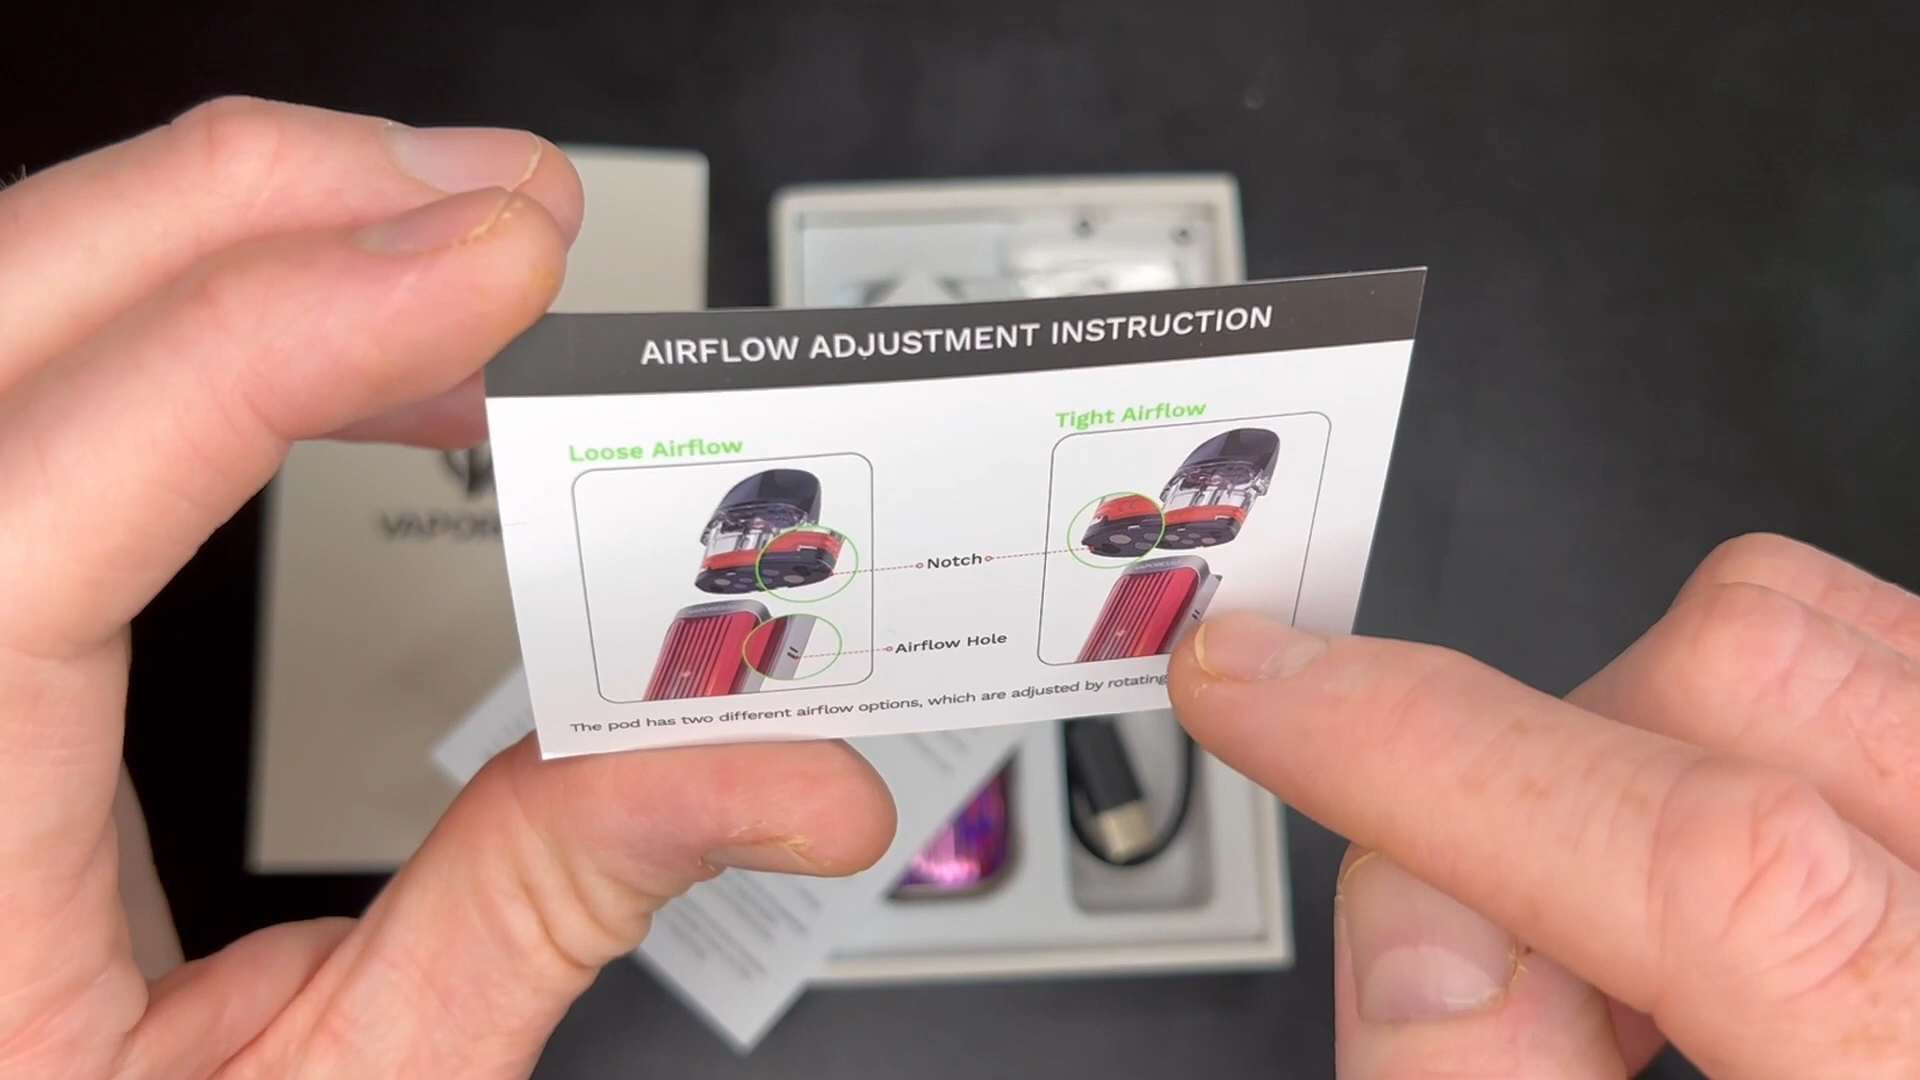 AIRFLOW ADJUSTMENT INSTRUCTION
Loose Airflow
Tight Airflow
Notch
Airflow Hole
The pod has two different airflow options, which are adjusted by rotating